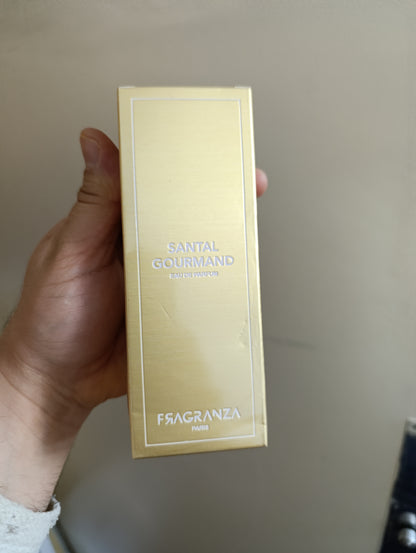 SANTAL
GOURMAND
EAU DE PARFUM
FRAGRANZA
PARIS